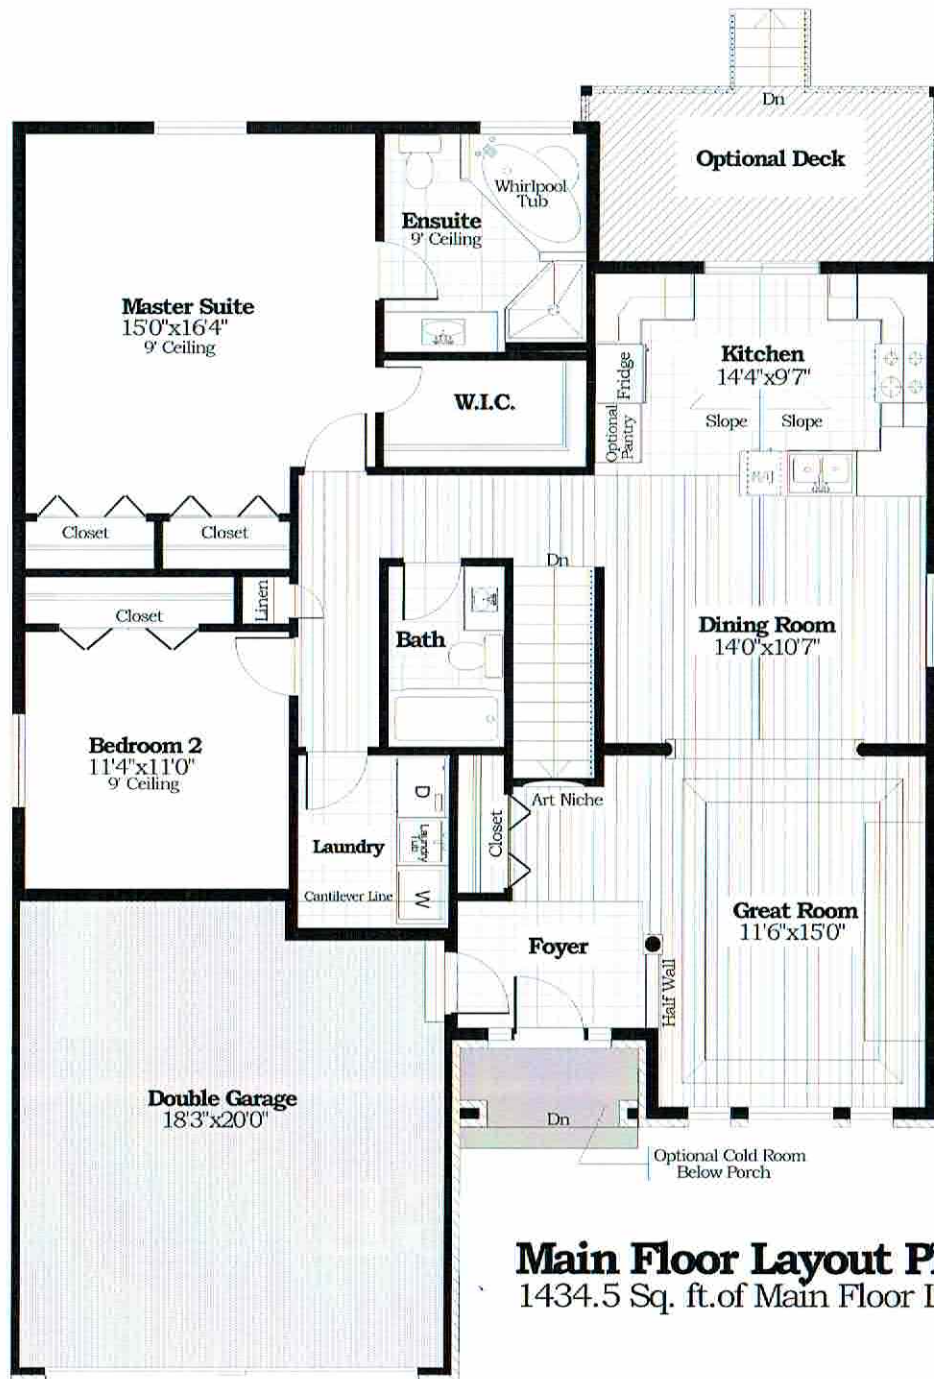 Dn
Optional Deck
Whirlpool
Tub
Ensuite
9' Ceiling
Master Suite
15'0"x16'4"
9' Ceiling
Kitchen
14'4"x9'7"
Fridge
Optional
Pantry
Slope
Slope
W.I.C.
Closet
Closet
Dn
Closet
Linen
Bath
Dining Room
14'0"x10'7"
Bedroom 2
11'4"x11'0"
9' Ceiling
D
Art Niche
Laundry
Laundry
Tub
Closet
Cantilever Line
W
Great Room
11'6"x15'0"
Foyer
Half Wall
Double Garage
18'3"x20'0"
Dn
Optional Cold Room
Below Porch
Main Floor Layout
1434.5 Sq. ft.of Main Floor